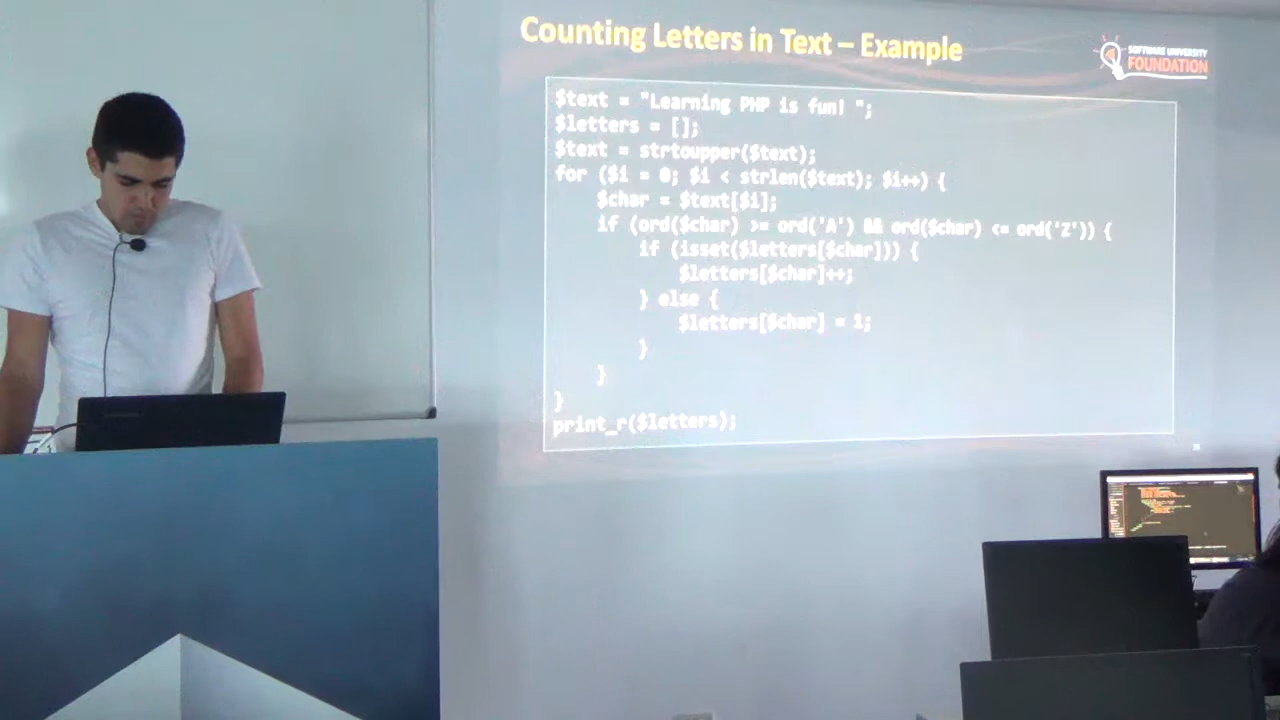 Counting Letters in Text – Example
SOFTWARE UNIVERSITY
FOUNDATION
$text = "Learning PHP is fun! ";
$letters = [];
$text = strtoupper($text);
for ($i = 0; $i < strlen($text); $i++) {
    $char = $text[$i];
    if (ord($char) >= ord('A') && ord($char) <= ord('Z')) {
        if (isset($letters[$char])) {
            $letters[$char]++;
        } else {
            $letters[$char] = 1;
        }
    }
}
print_r($letters);